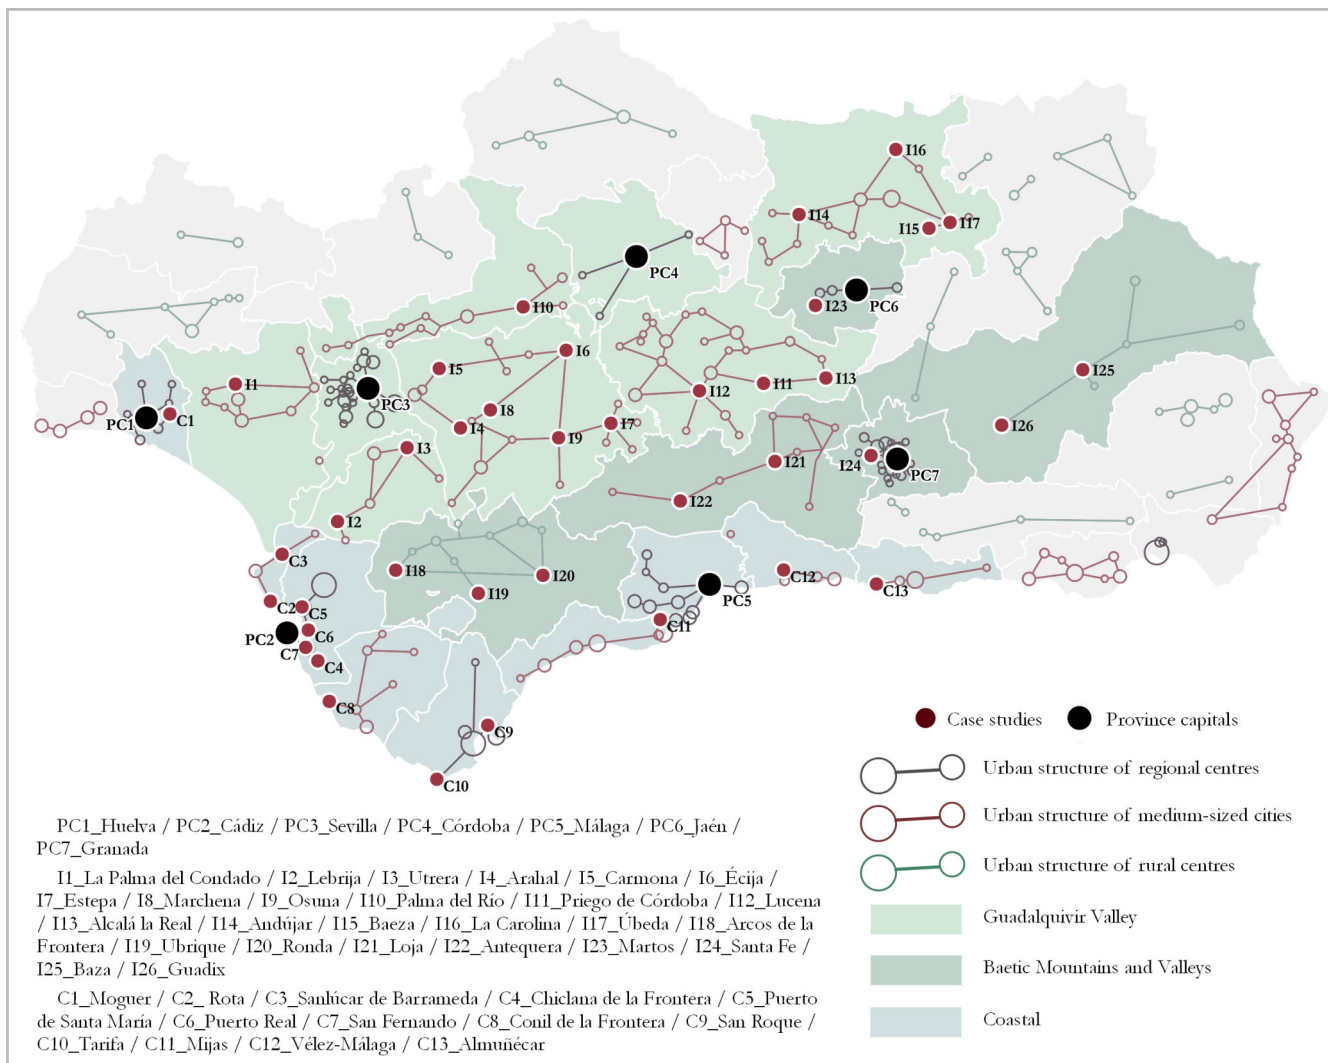 I16
I14
I17
I15
PC4
PC6
I23
I10
I6
I5
I1
I13
I11
I12
I25
PC3
I8
C1
PC1
I4
I7
I9
I26
I3
I21
I24
PC7
I22
I2
C3
C12
I18
I20
C13
I19
PC5
C2
C5
C11
C6
PC2
C7
C4
C8
C9
C10
Case studies
Province capitals
Urban structure of regional centres
Urban structure of medium-sized cities
Urban structure of rural centres
Guadalquivir Valley
Baetic Mountains and Valleys
Coastal
PC1_Huelva / PC2_Cádiz / PC3_Sevilla / PC4_Córdoba / PC5_Málaga / PC6_Jaén /
PC7_Granada
I1_La Palma del Condado / I2_Lebrija / I3_Utrera / I4_Arahal / I5_Carmona / I6_Écija /
I7_Estepa / I8_Marchena / I9_Osuna / I10_Palma del Río / I11_Priego de Córdoba / I12_Lucena
/ I13_Alcalá la Real / I14_Andújar / I15_Baeza / I16_La Carolina / I17_Úbeda / I18_Arcos de la
Frontera / I19_Ubrique / I20_Ronda / I21_Loja / I22_Antequera / I23_Martos / I24_Santa Fe /
I25_Baza / I26_Guadix
C1_Moguer / C2_ Rota / C3_Sanlúcar de Barrameda / C4_Chiclana de la Frontera / C5_Puerto
de Santa María / C6_Puerto Real / C7_San Fernando / C8_Conil de la Frontera / C9_San Roque /
C10_Tarifa / C11_Mijas / C12_Vélez-Málaga / C13_Almuñécar